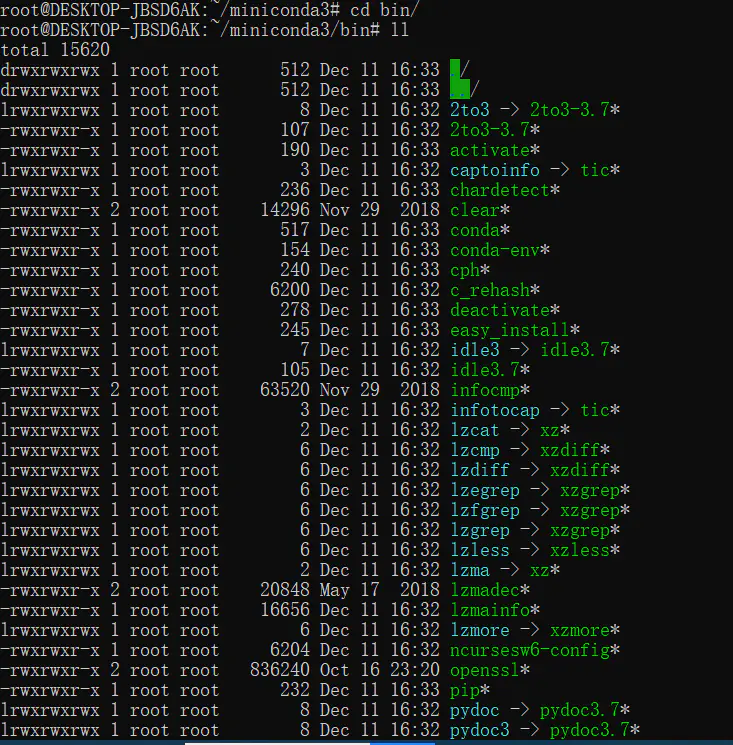 root@DESKTOP-JBSD6AK:~/miniconda3# cd bin/
root@DESKTOP-JBSD6AK:~/miniconda3/bin# ll
total 15620
drwxrwxrwx 1 root root 512 Dec 11 16:33 ./
drwxrwxrwx 1 root root 512 Dec 11 16:33 ../
lrwxrwxrwx 1 root root 8 Dec 11 16:32 2to3 -> 2to3-3.7*
-rwxrwxr-x 1 root root 107 Dec 11 16:32 2to3-3.7*
-rwxrwxr-x 1 root root 190 Dec 11 16:33 activate*
lrwxrwxrwx 1 root root 3 Dec 11 16:32 captoinfo -> tic*
-rwxrwxr-x 1 root root 236 Dec 11 16:33 chardetect*
-rwxrwxr-x 2 root root 14296 Nov 29 2018 clear*
-rwxrwxr-x 1 root root 517 Dec 11 16:33 conda*
-rwxrwxr-x 1 root root 154 Dec 11 16:33 conda-env*
-rwxrwxr-x 1 root root 240 Dec 11 16:33 cph*
-rwxrwxr-x 1 root root 6200 Dec 11 16:32 c_rehash*
-rwxrwxr-x 1 root root 278 Dec 11 16:33 deactivate*
-rwxrwxr-x 1 root root 245 Dec 11 16:33 easy_install*
lrwxrwxrwx 1 root root 7 Dec 11 16:32 idle3 -> idle3.7*
-rwxrwxr-x 1 root root 105 Dec 11 16:32 idle3.7*
-rwxrwxr-x 2 root root 63520 Nov 29 2018 infocmp*
lrwxrwxrwx 1 root root 3 Dec 11 16:32 infotocap -> tic*
lrwxrwxrwx 1 root root 2 Dec 11 16:32 lzcat -> xz*
lrwxrwxrwx 1 root root 6 Dec 11 16:32 lzcmp -> xzdiff*
lrwxrwxrwx 1 root root 6 Dec 11 16:32 lzdiff -> xzdiff*
lrwxrwxrwx 1 root root 6 Dec 11 16:32 lzegrep -> xzgrep*
lrwxrwxrwx 1 root root 6 Dec 11 16:32 lzfgrep -> xzgrep*
lrwxrwxrwx 1 root root 6 Dec 11 16:32 lzgrep -> xzgrep*
lrwxrwxrwx 1 root root 6 Dec 11 16:32 lzless -> xzless*
lrwxrwxrwx 1 root root 2 Dec 11 16:32 lzma -> xz*
-rwxrwxr-x 2 root root 20848 May 17 2018 lzmadec*
-rwxrwxr-x 1 root root 16656 Dec 11 16:32 lzmainfo*
lrwxrwxrwx 1 root root 6 Dec 11 16:32 lzmore -> xzmore*
-rwxrwxr-x 1 root root 6204 Dec 11 16:32 ncursesw6-config*
-rwxrwxr-x 2 root root 836240 Oct 16 23:20 openssl*
-rwxrwxr-x 1 root root 232 Dec 11 16:33 pip*
lrwxrwxrwx 1 root root 8 Dec 11 16:32 pydoc -> pydoc3.7*
lrwxrwxrwx 1 root root 8 Dec 11 16:32 pydoc3 -> pydoc3.7*